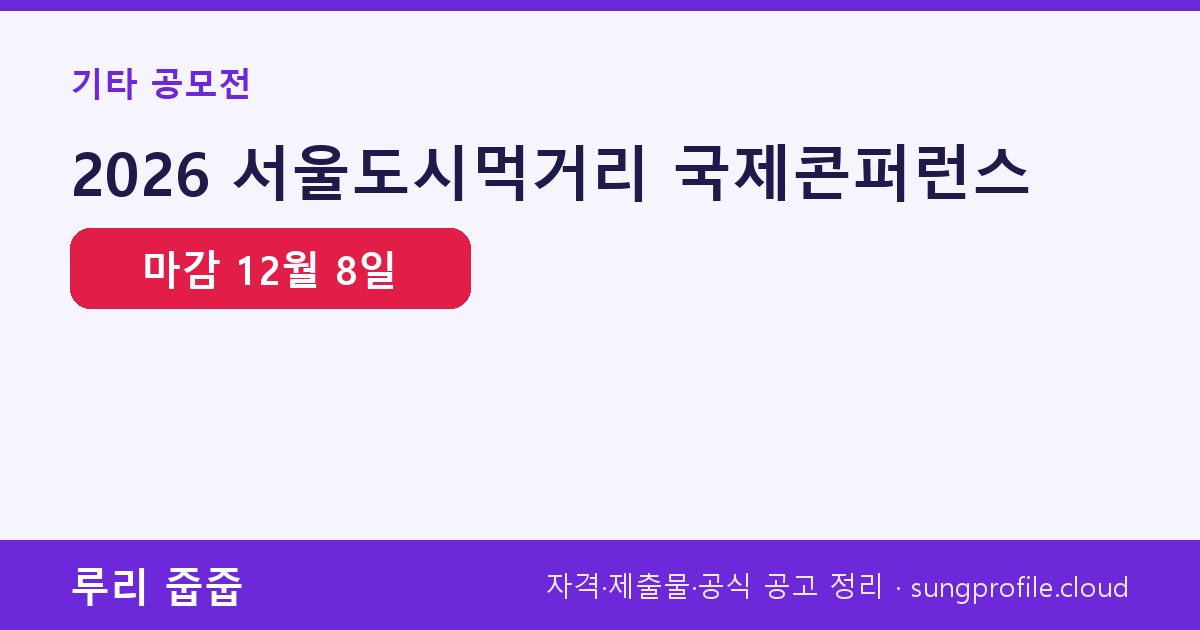 기타 공모전
2026 서울도시먹거리 국제콘퍼런스
마감 12월 8일
루리 줍줍
자격·제출물·공식 공고 정리 · sungprofile.cloud